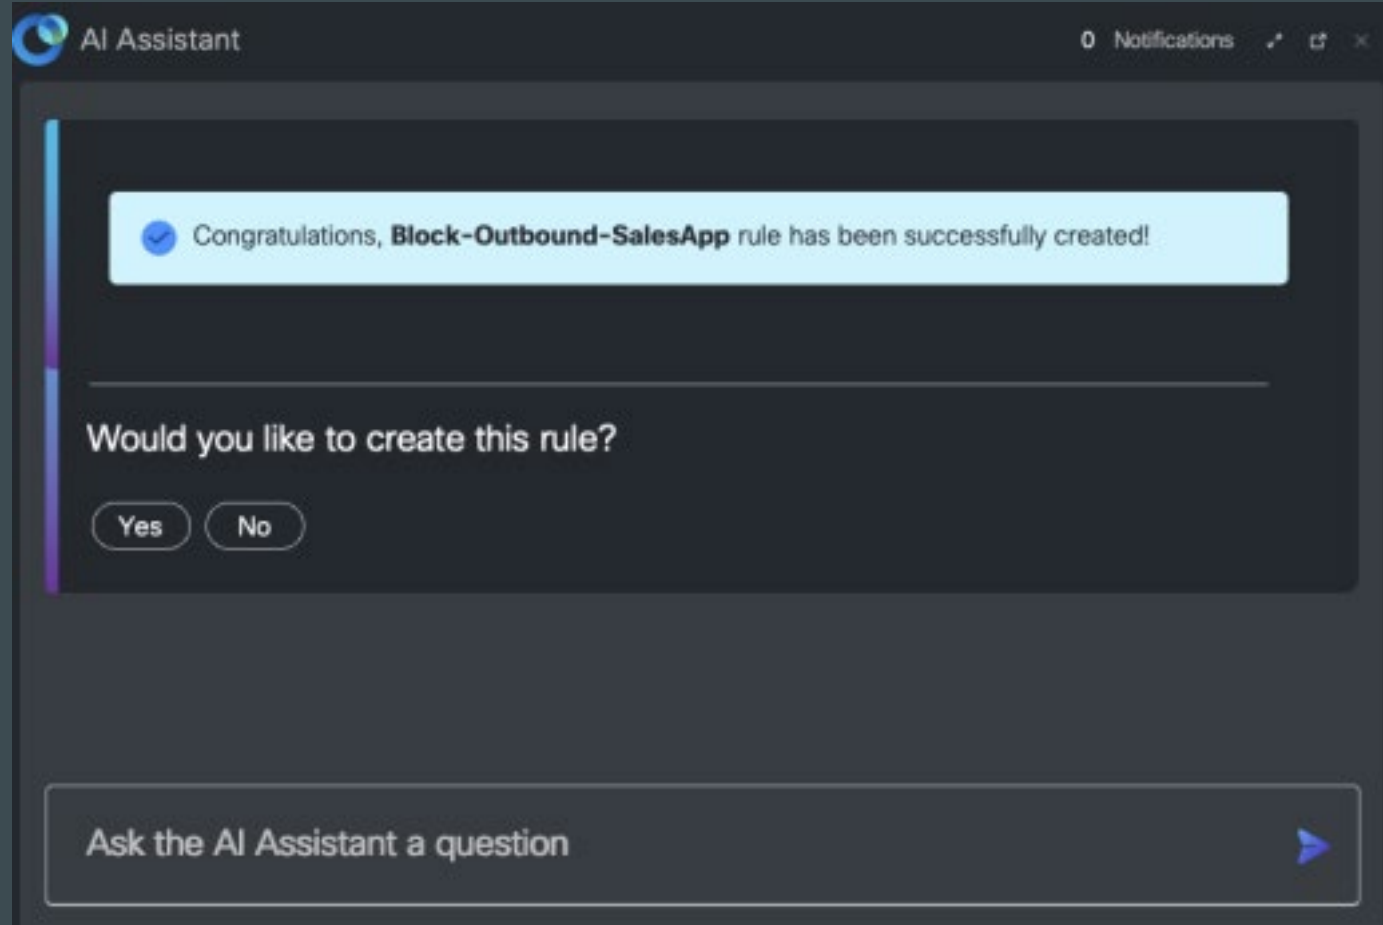 AI Assistant
0 Notifications
Congratulations, Block-Outbound-SalesApp rule has been successfully created!
Would you like to create this rule?
Yes No
Ask the AI Assistant a question